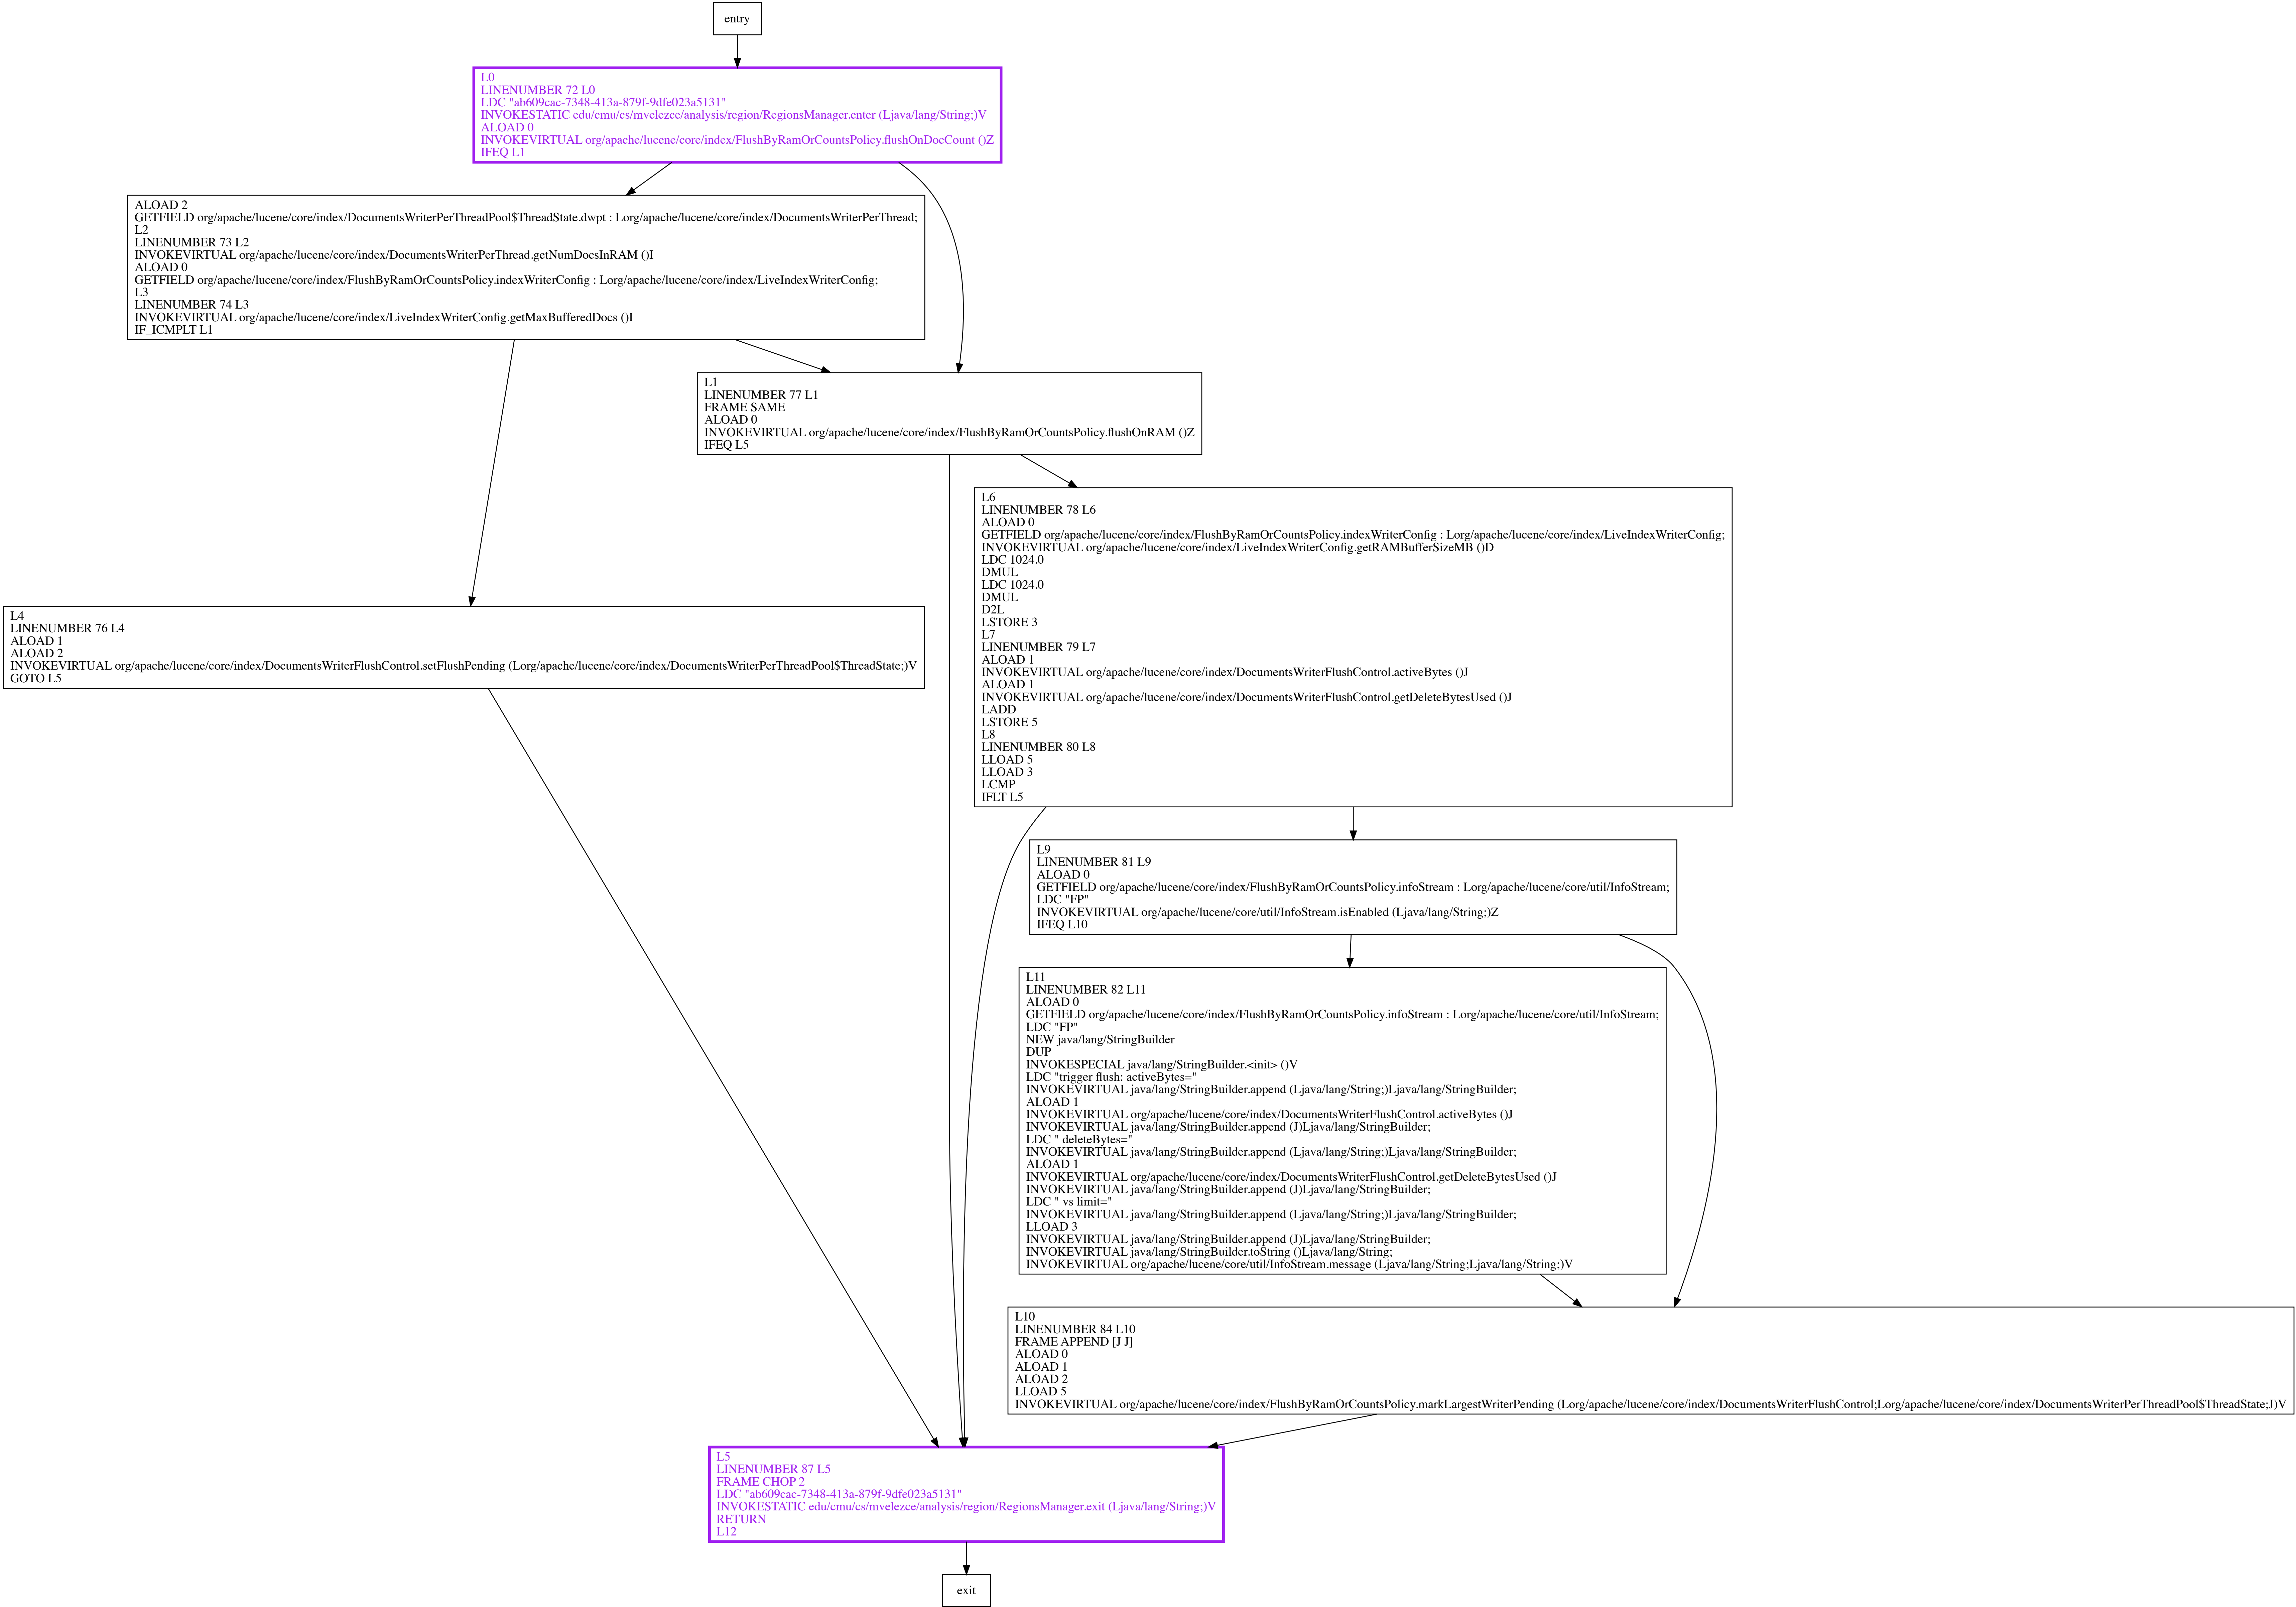 entry
L0
LINENUMBER 72 L0
LDC "ab609cac-7348-413a-879f-9dfe023a5131"
INVOKESTATIC edu/cmu/cs/mvelezce/analysis/region/RegionsManager.enter (Ljava/lang/String;)V
ALOAD 0
INVOKEVIRTUAL org/apache/lucene/core/index/FlushByRamOrCountsPolicy.flushOnDocCount ()Z
IFEQ L1
ALOAD 2
GETFIELD org/apache/lucene/core/index/DocumentsWriterPerThreadPool$ThreadState.dwpt : Lorg/apache/lucene/core/index/DocumentsWriterPerThread;
L2
LINENUMBER 73 L2
INVOKEVIRTUAL org/apache/lucene/core/index/DocumentsWriterPerThread.getNumDocsInRAM ()I
ALOAD 0
GETFIELD org/apache/lucene/core/index/FlushByRamOrCountsPolicy.indexWriterConfig : Lorg/apache/lucene/core/index/LiveIndexWriterConfig;
L3
LINENUMBER 74 L3
INVOKEVIRTUAL org/apache/lucene/core/index/LiveIndexWriterConfig.getMaxBufferedDocs ()I
IF_ICMPLT L1
L1
LINENUMBER 77 L1
FRAME SAME
ALOAD 0
INVOKEVIRTUAL org/apache/lucene/core/index/FlushByRamOrCountsPolicy.flushOnRAM ()Z
IFEQ L5
L6
LINENUMBER 78 L6
ALOAD 0
GETFIELD org/apache/lucene/core/index/FlushByRamOrCountsPolicy.indexWriterConfig : Lorg/apache/lucene/core/index/LiveIndexWriterConfig;
INVOKEVIRTUAL org/apache/lucene/core/index/LiveIndexWriterConfig.getRAMBufferSizeMB ()D
LDC 1024.0
DMUL
LDC 1024.0
DMUL
D2L
LSTORE 3
L7
LINENUMBER 79 L7
ALOAD 1
INVOKEVIRTUAL org/apache/lucene/core/index/DocumentsWriterFlushControl.activeBytes ()J
ALOAD 1
INVOKEVIRTUAL org/apache/lucene/core/index/DocumentsWriterFlushControl.getDeleteBytesUsed ()J
LADD
LSTORE 5
L8
LINENUMBER 80 L8
LLOAD 5
LLOAD 3
LCMP
IFLT L5
L4
LINENUMBER 76 L4
ALOAD 1
ALOAD 2
INVOKEVIRTUAL org/apache/lucene/core/index/DocumentsWriterFlushControl.setFlushPending (Lorg/apache/lucene/core/index/DocumentsWriterPerThreadPool$ThreadState;)V
GOTO L5
L9
LINENUMBER 81 L9
ALOAD 0
GETFIELD org/apache/lucene/core/index/FlushByRamOrCountsPolicy.infoStream : Lorg/apache/lucene/core/util/InfoStream;
LDC "FP"
INVOKEVIRTUAL org/apache/lucene/core/util/InfoStream.isEnabled (Ljava/lang/String;)Z
IFEQ L10
L11
LINENUMBER 82 L11
ALOAD 0
GETFIELD org/apache/lucene/core/index/FlushByRamOrCountsPolicy.infoStream : Lorg/apache/lucene/core/util/InfoStream;
LDC "FP"
NEW java/lang/StringBuilder
DUP
INVOKESPECIAL java/lang/StringBuilder.<init> ()V
LDC "trigger flush: activeBytes="
INVOKEVIRTUAL java/lang/StringBuilder.append (Ljava/lang/String;)Ljava/lang/StringBuilder;
ALOAD 1
INVOKEVIRTUAL org/apache/lucene/core/index/DocumentsWriterFlushControl.activeBytes ()J
INVOKEVIRTUAL java/lang/StringBuilder.append (J)Ljava/lang/StringBuilder;
LDC " deleteBytes="
INVOKEVIRTUAL java/lang/StringBuilder.append (Ljava/lang/String;)Ljava/lang/StringBuilder;
ALOAD 1
INVOKEVIRTUAL org/apache/lucene/core/index/DocumentsWriterFlushControl.getDeleteBytesUsed ()J
INVOKEVIRTUAL java/lang/StringBuilder.append (J)Ljava/lang/StringBuilder;
LDC " vs limit="
INVOKEVIRTUAL java/lang/StringBuilder.append (Ljava/lang/String;)Ljava/lang/StringBuilder;
LLOAD 3
INVOKEVIRTUAL java/lang/StringBuilder.append (J)Ljava/lang/StringBuilder;
INVOKEVIRTUAL java/lang/StringBuilder.toString ()Ljava/lang/String;
INVOKEVIRTUAL org/apache/lucene/core/util/InfoStream.message (Ljava/lang/String;Ljava/lang/String;)V
L10
LINENUMBER 84 L10
FRAME APPEND [J J]
ALOAD 0
ALOAD 1
ALOAD 2
LLOAD 5
INVOKEVIRTUAL org/apache/lucene/core/index/FlushByRamOrCountsPolicy.markLargestWriterPending (Lorg/apache/lucene/core/index/DocumentsWriterFlushControl;Lorg/apache/lucene/core/index/DocumentsWriterPerThreadPool$ThreadState;J)V
L5
LINENUMBER 87 L5
FRAME CHOP 2
LDC "ab609cac-7348-413a-879f-9dfe023a5131"
INVOKESTATIC edu/cmu/cs/mvelezce/analysis/region/RegionsManager.exit (Ljava/lang/String;)V
RETURN
L12
exit